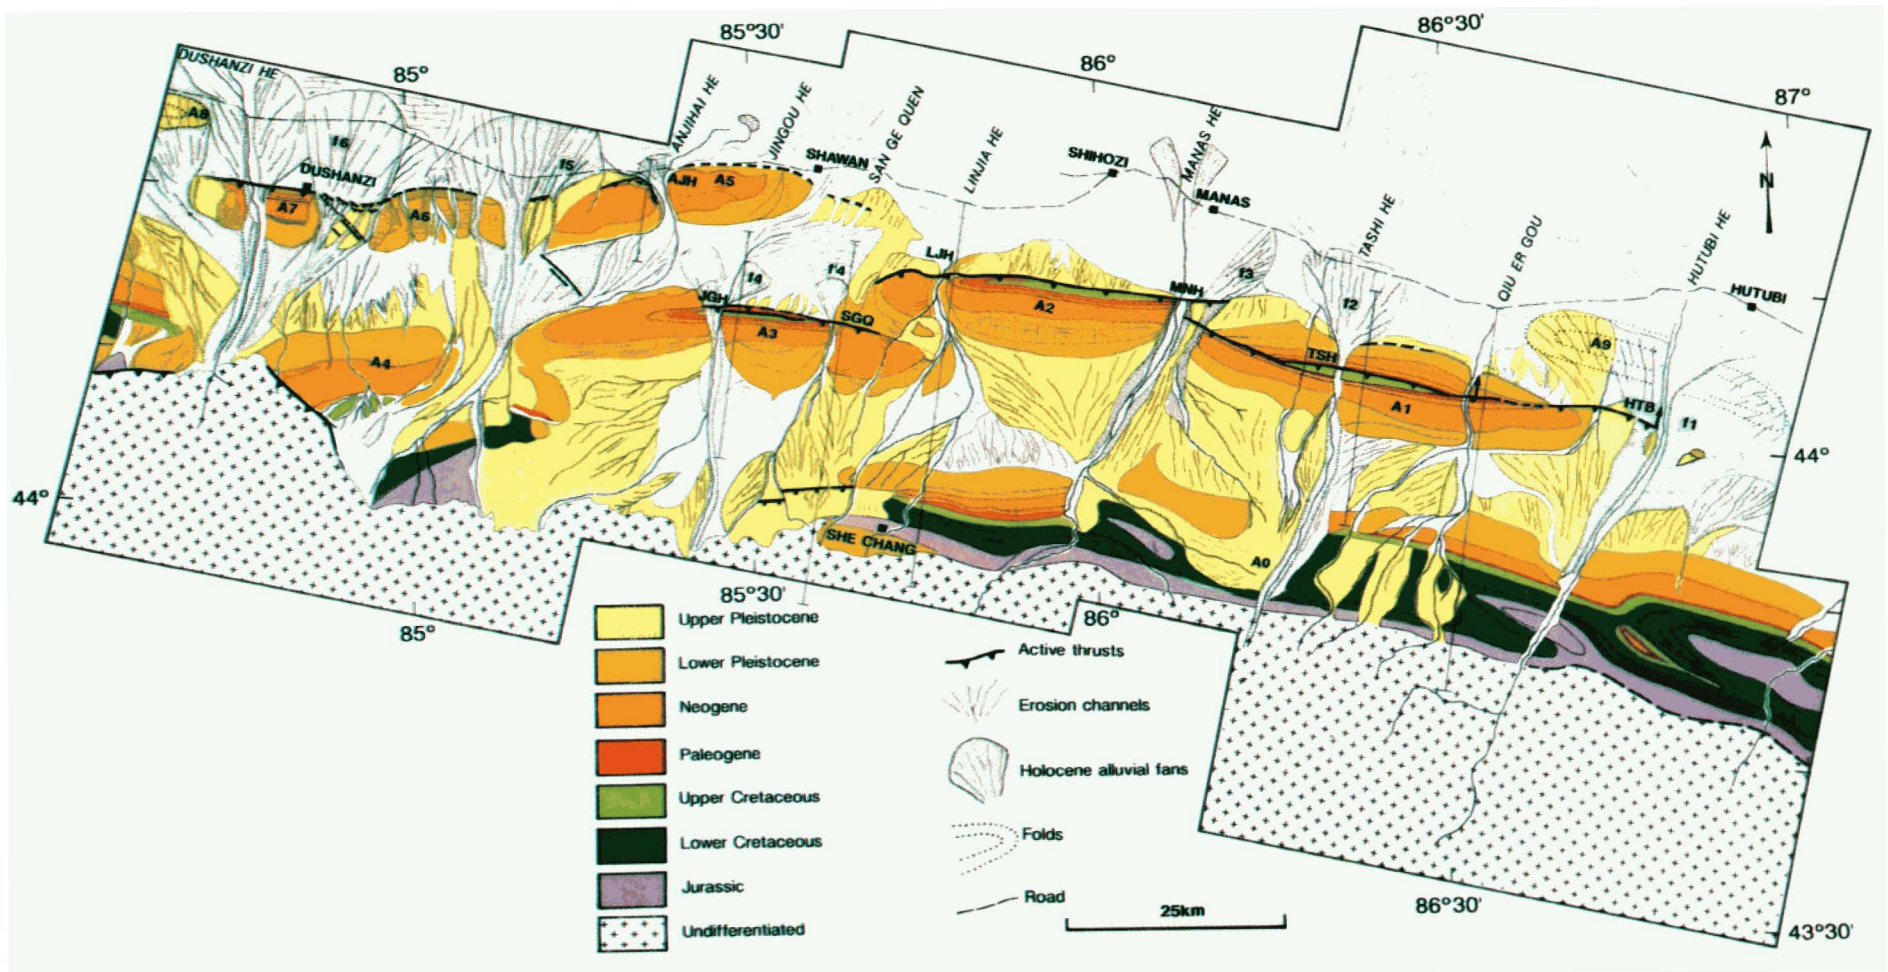 86°30'
85°30'
DUSHANZI HE
85°
86°
87°
ANJIHAI HE
JINGOU HE
SAN GE QUEN
LINJIA HE
MANAS HE
A8
f6
SHAWAN
SHIHOZI
N
DUSHANZI
f5
AJH
A5
MANAS
TASHI HE
QIU ER GOU
HUTUBI HE
A7
A6
LJH
f4
f4
f3
MNH
f2
HUTUBI
JGH
A2
SGQ
A3
A9
TSH
A4
A1
HTB
f1
44°
44°
SHE CHANG
A0
85°30'
85°
86°
Upper Pleistocene
Lower Pleistocene
Neogene
Paleogene
Upper Cretaceous
Lower Cretaceous
Jurassic
Undifferentiated
Active thrusts
Erosion channels
Holocene alluvial fans
Folds
Road
25km
86°30'
43°30'